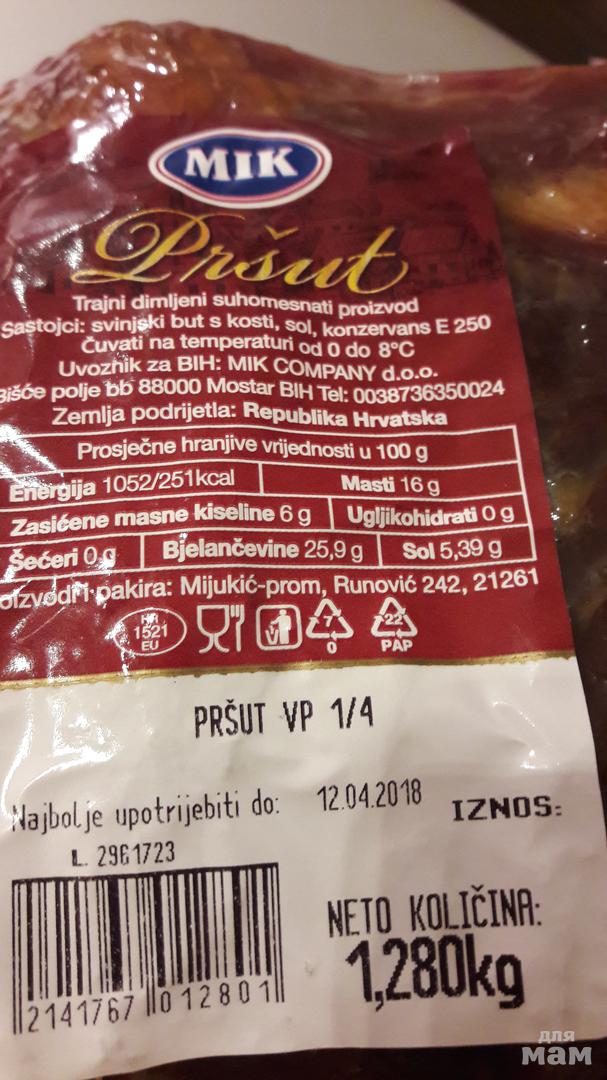 MIK
Pršut
Trajni dimljeni suhomesnati proizvod
Sastojci: svinjski but s kosti, sol, konzervans E 250
Čuvati na temperaturi od 0 do 8°C
Uvoznik za BIH: MIK COMPANY d.o.o.
Bišće polje bb 88000 Mostar BIH Tel: 0038736350024
Zemlja podrijetla: Republika Hrvatska
Prosječne hranjive vrijednosti u 100 g
Energija 1052/251kcal Masti 16 g
Zasićene masne kiseline 6 g Ugljikohidrati 0 g
Šećeri 0 g Bjelančevine 25,9 g Sol 5,39 g
oizvodi i pakira: Mijukić-prom, Runović 242, 21261
HR
1521
EU
V
7
0
22
PAP
PRŠUT VP 1/4
Najbolje upotrijebiti do: 12.04.2018 IZNOS:
L. 2961723
NETO KOLIČINA:
1,280kg
2141767 012801
для
мам